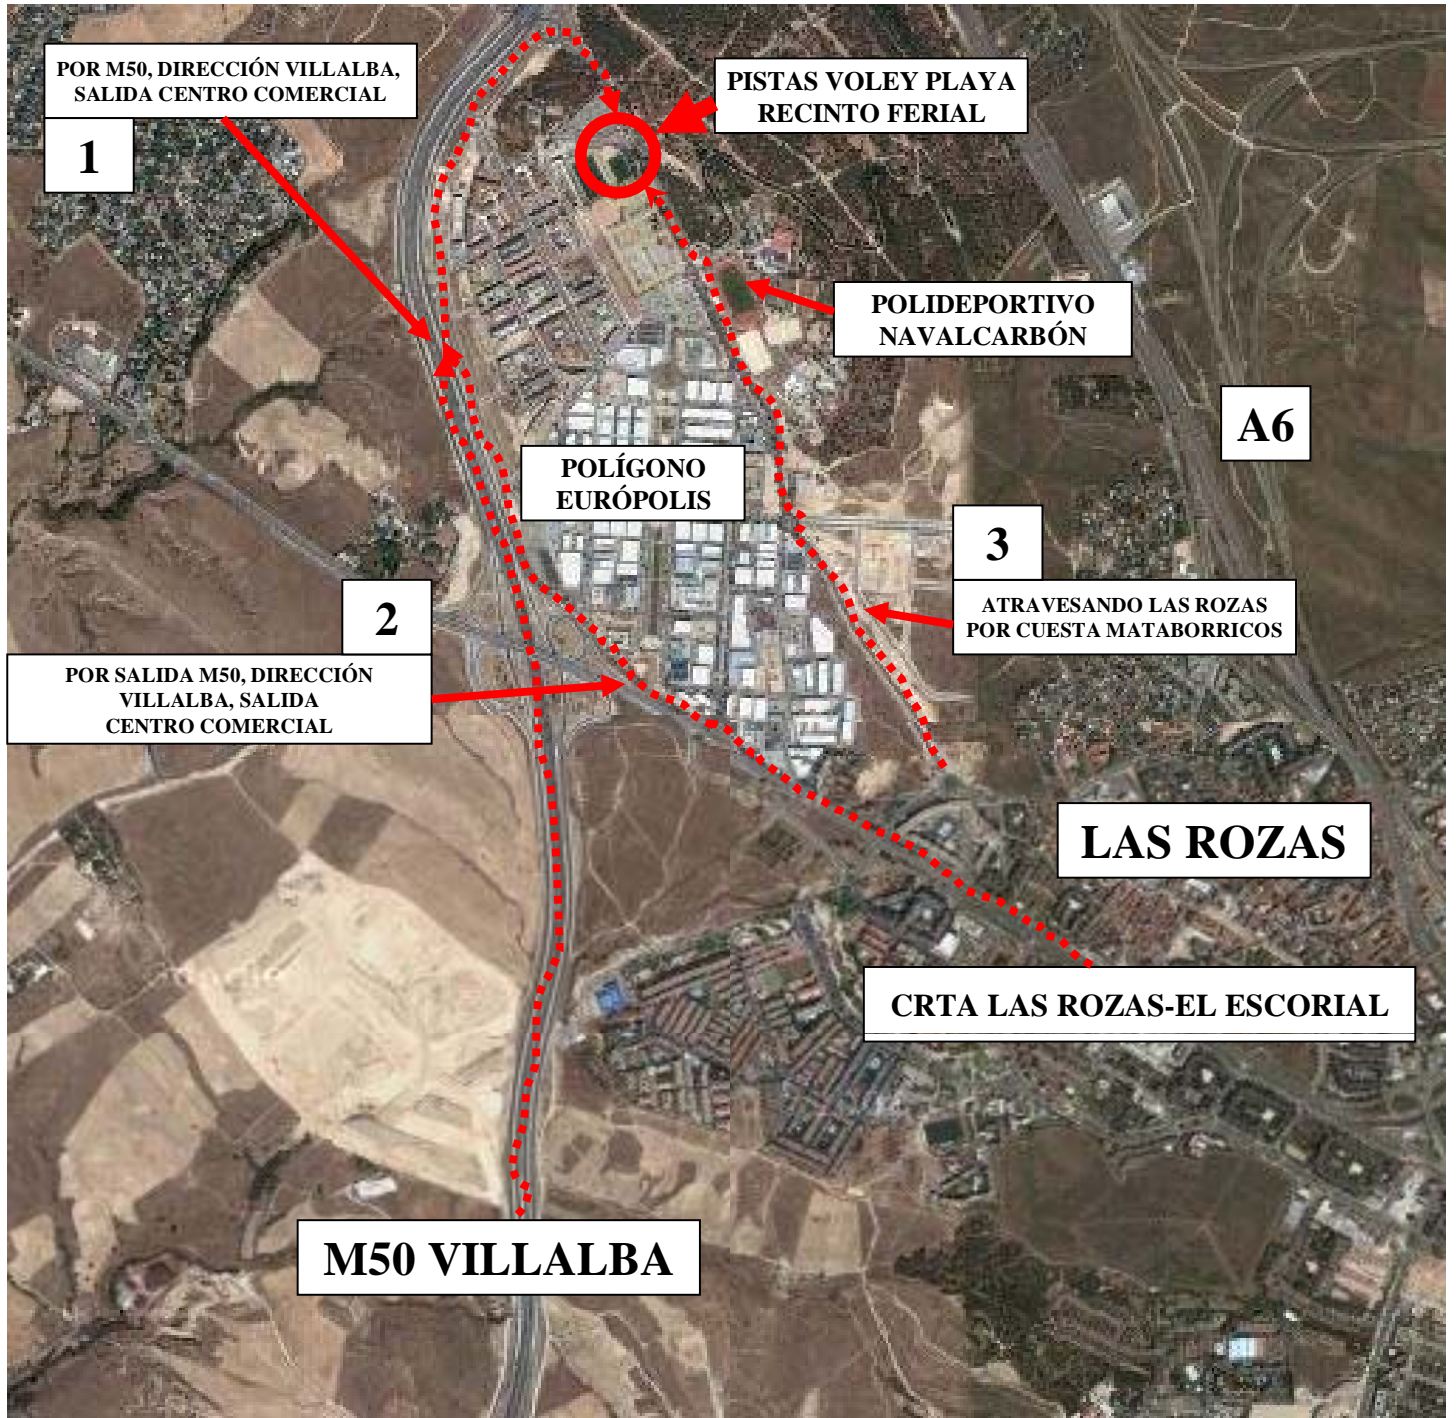 POR M50, DIRECCIÓN VILLALBA,
SALIDA CENTRO COMERCIAL
1
PISTAS VOLEY PLAYA
RECINTO FERIAL
POLIDEPORTIVO
NAVALCARBÓN
A6
POLÍGONO
EURÓPOLIS
3
ATRAVESANDO LAS ROZAS
POR CUESTA MATABORRICOS
2
POR SALIDA M50, DIRECCIÓN
VILLALBA, SALIDA
CENTRO COMERCIAL
LAS ROZAS
CRTA LAS ROZAS-EL ESCORIAL
M50 VILLALBA